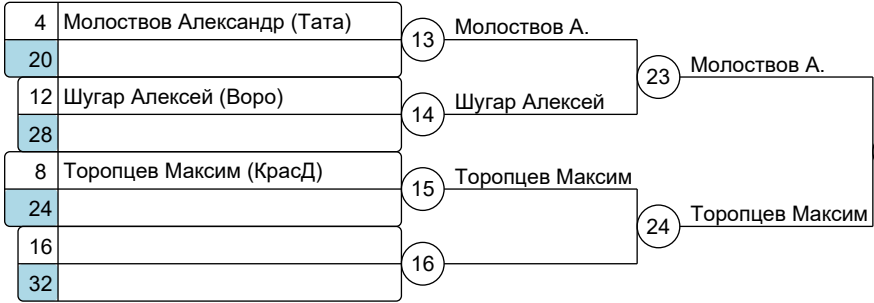 4 Молоствов Александр (Тата)
20
13 Молоствов А.
12 Шугар Алексей (Воро)
28
14 Шугар Алексей
23 Молоствов А.
8 Торопцев Максим (КрасД)
24
15 Торопцев Максим
16
32
16
24 Торопцев Максим